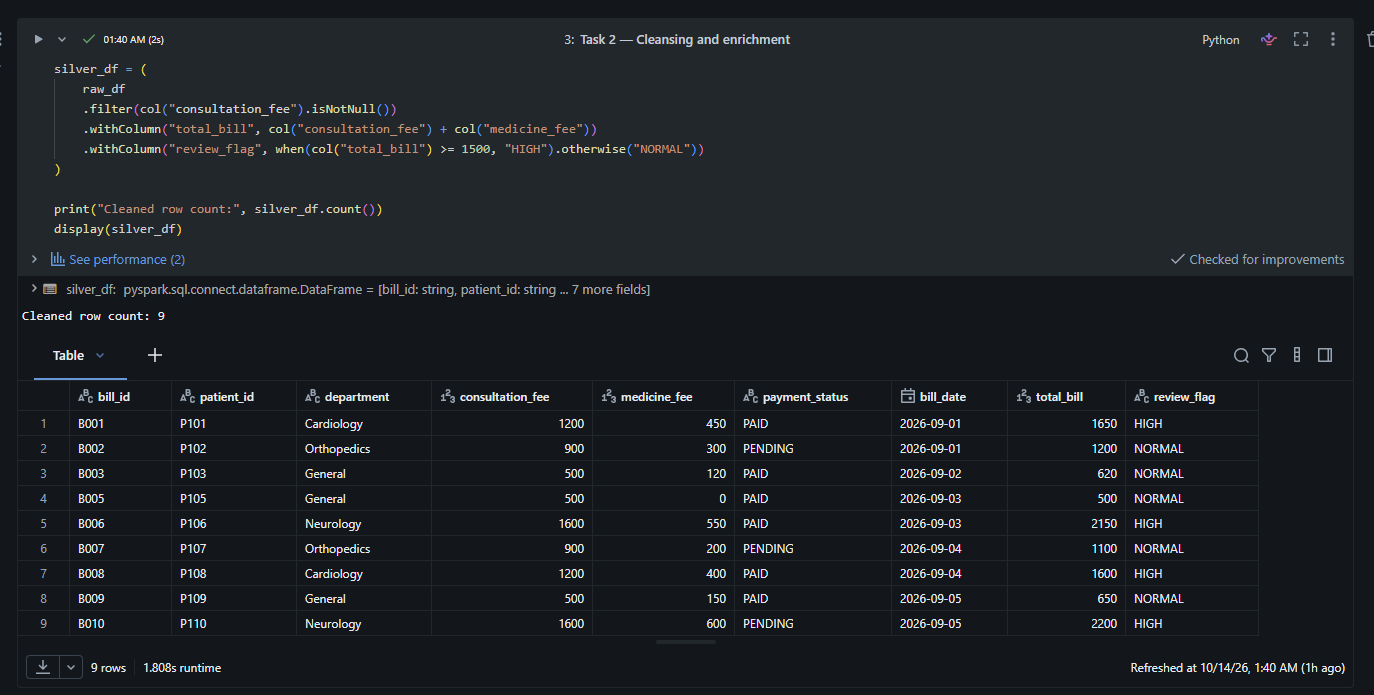 01:40 AM (2s)
3: Task 2 — Cleansing and enrichment
Python
silver_df = (
    raw_df
    .filter(col("consultation_fee").isNotNull())
    .withColumn("total_bill", col("consultation_fee") + col("medicine_fee"))
    .withColumn("review_flag", when(col("total_bill") >= 1500, "HIGH").otherwise("NORMAL"))
)
print("Cleaned row count:", silver_df.count())
display(silver_df)
See performance (2)
Checked for improvements
silver_df: pyspark.sql.connect.dataframe.DataFrame = [bill_id: string, patient_id: string ... 7 more fields]
Cleaned row count: 9
Table
bill_id patient_id department consultation_fee medicine_fee payment_status bill_date total_bill review_flag
1 B001 P101 Cardiology 1200 450 PAID 2026-09-01 1650 HIGH
2 B002 P102 Orthopedics 900 300 PENDING 2026-09-01 1200 NORMAL
3 B003 P103 General 500 120 PAID 2026-09-02 620 NORMAL
4 B005 P105 General 500 0 PAID 2026-09-03 500 NORMAL
5 B006 P106 Neurology 1600 550 PAID 2026-09-03 2150 HIGH
6 B007 P107 Orthopedics 900 200 PENDING 2026-09-04 1100 NORMAL
7 B008 P108 Cardiology 1200 400 PAID 2026-09-04 1600 HIGH
8 B009 P109 General 500 150 PAID 2026-09-05 650 NORMAL
9 B010 P110 Neurology 1600 600 PENDING 2026-09-05 2200 HIGH
9 rows
1.808s runtime
Refreshed at 10/14/26, 1:40 AM (1h ago)